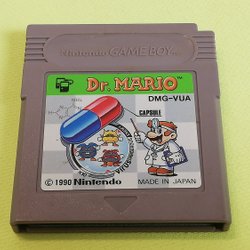 Nintendo GAME BOY
Dr. MARIO
DMG-VUA
CAPSULE
© 1990 Nintendo
MADE IN JAPAN